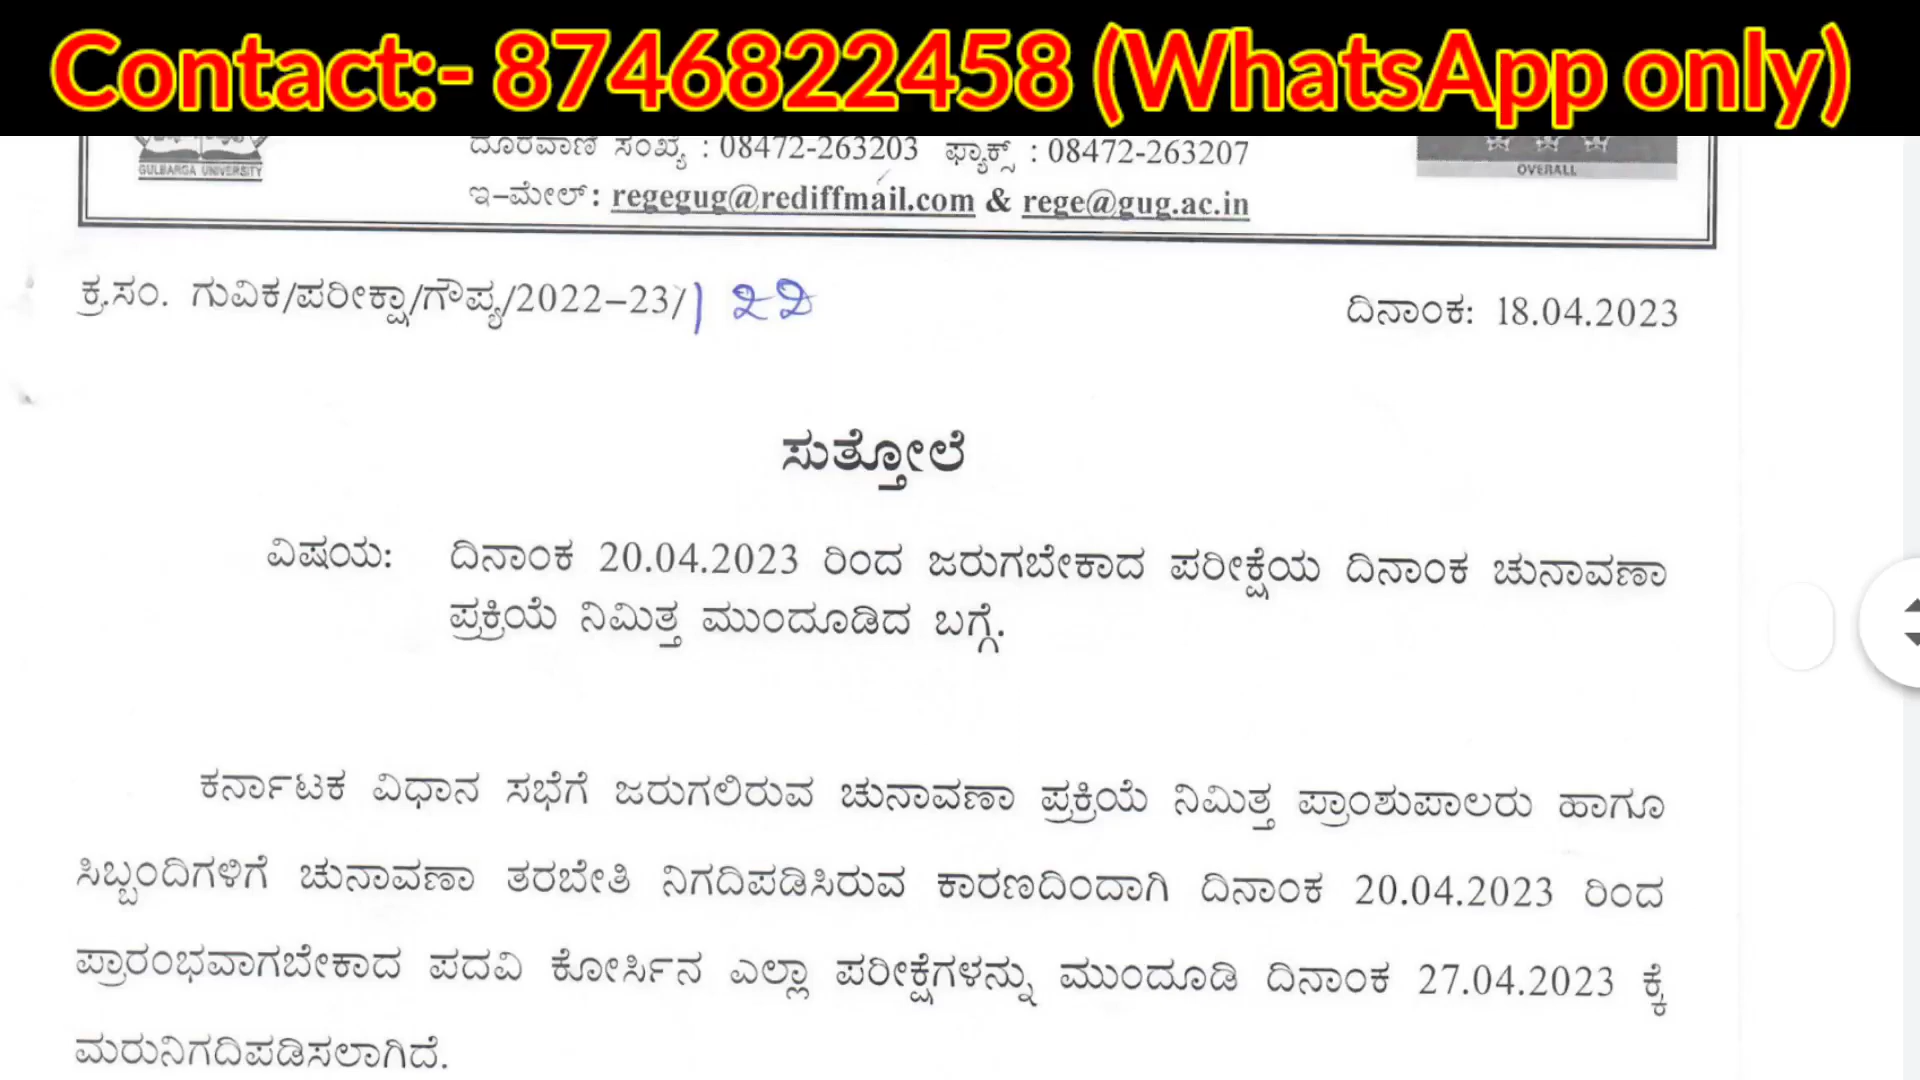 Contact:- 8746822458 (WhatsApp only)
ದೂರವಾಣಿ ಸಂಖ್ಯೆ : 08472-263203 ಫ್ಯಾಕ್ಸ್ : 08472-263207
GULBARGA UNIVERSITY
OVERALL
ಇ-ಮೇಲ್: regegug@rediffmail.com & rege@gug.ac.in
ಕ್ರ.ಸಂ. ಗುವಿಕ/ಪರೀಕ್ಷಾ/ಗೌಪ್ಯ/2022-23/122 ದಿನಾಂಕ: 18.04.2023
ಸುತ್ತೋಲೆ
ವಿಷಯ: ದಿನಾಂಕ 20.04.2023 ರಿಂದ ಜರುಗಬೇಕಾದ ಪರೀಕ್ಷೆಯ ದಿನಾಂಕ ಚುನಾವಣಾ
ಪ್ರಕ್ರಿಯೆ ನಿಮಿತ್ತ ಮುಂದೂಡಿದ ಬಗ್ಗೆ.
ಕರ್ನಾಟಕ ವಿಧಾನ ಸಭೆಗೆ ಜರುಗಲಿರುವ ಚುನಾವಣಾ ಪ್ರಕ್ರಿಯೆ ನಿಮಿತ್ತ ಪ್ರಾಂಶುಪಾಲರು ಹಾಗೂ
ಸಿಬ್ಬಂದಿಗಳಿಗೆ ಚುನಾವಣಾ ತರಬೇತಿ ನಿಗದಿಪಡಿಸಿರುವ ಕಾರಣದಿಂದಾಗಿ ದಿನಾಂಕ 20.04.2023 ರಿಂದ
ಪ್ರಾರಂಭವಾಗಬೇಕಾದ ಪದವಿ ಕೋರ್ಸಿನ ಎಲ್ಲಾ ಪರೀಕ್ಷೆಗಳನ್ನು ಮುಂದೂಡಿ ದಿನಾಂಕ 27.04.2023 ಕ್ಕೆ
ಮರುನಿಗದಿಪಡಿಸಲಾಗಿದೆ.